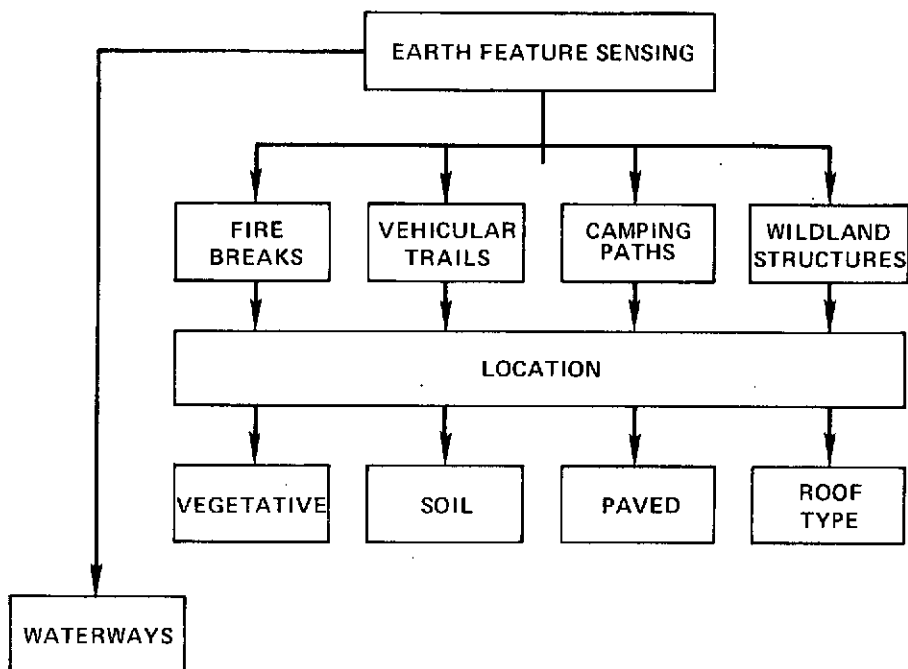 EARTH FEATURE SENSING
FIRE
BREAKS
VEHICULAR
TRAILS
CAMPING
PATHS
WILDLAND
STRUCTURES
LOCATION
VEGETATIVE
SOIL
PAVED
ROOF
TYPE
WATERWAYS